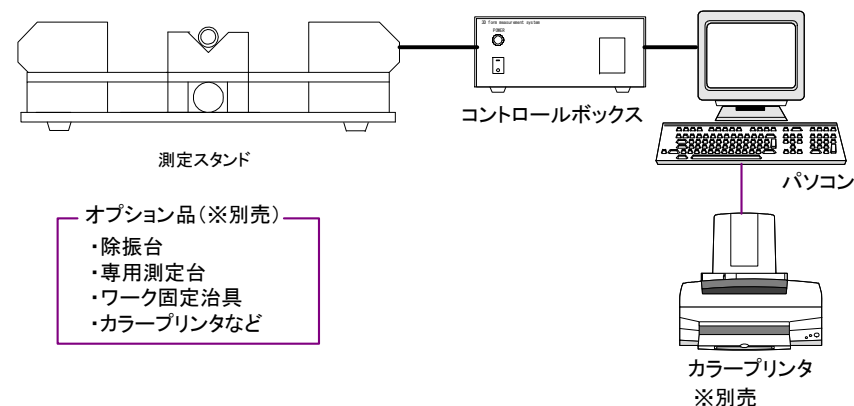 3D form measurement system
POWER
コントロールボックス
測定スタンド
パソコン
オプション品(※別売)
・除振台
・専用測定台
・ワーク固定治具
・カラープリンタなど
カラープリンタ
※別売